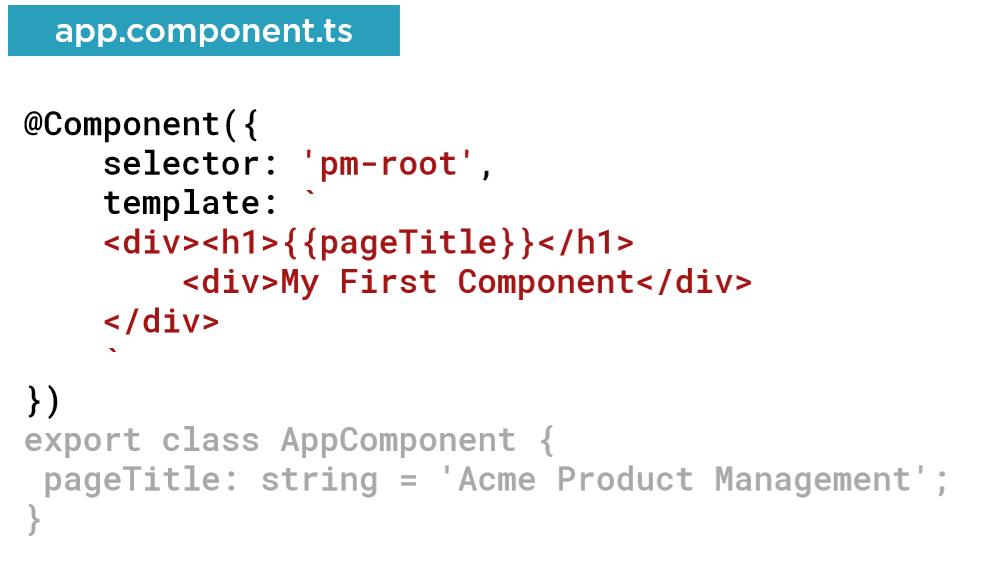 app.component.ts
@Component({
    selector: 'pm-root',
    template: `
    <div><h1>{{pageTitle}}</h1>
        <div>My First Component</div>
    </div>
    `
})
export class AppComponent {
 pageTitle: string = 'Acme Product Management';
}